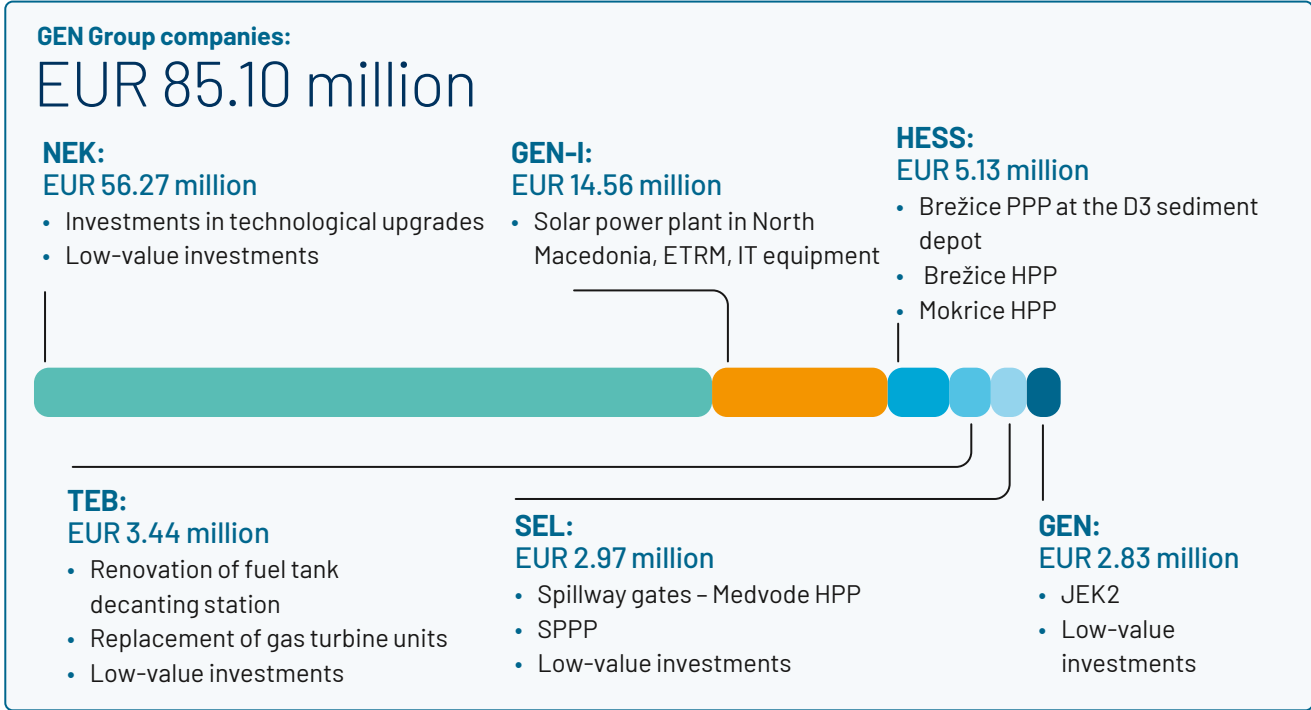 GEN Group companies:
EUR 85.10 million
NEK:
EUR 56.27 million
• Investments in technological upgrades
• Low-value investments
GEN-I:
EUR 14.56 million
• Solar power plant in North
Macedonia, ETRM, IT equipment
HESS:
EUR 5.13 million
• Brežice PPP at the D3 sediment
depot
• Brežice HPP
• Mokrice HPP
TEB:
EUR 3.44 million
• Renovation of fuel tank
decanting station
• Replacement of gas turbine units
• Low-value investments
SEL:
EUR 2.97 million
• Spillway gates – Medvode HPP
• SPPP
• Low-value investments
GEN:
EUR 2.83 million
• JEK2
• Low-value
investments